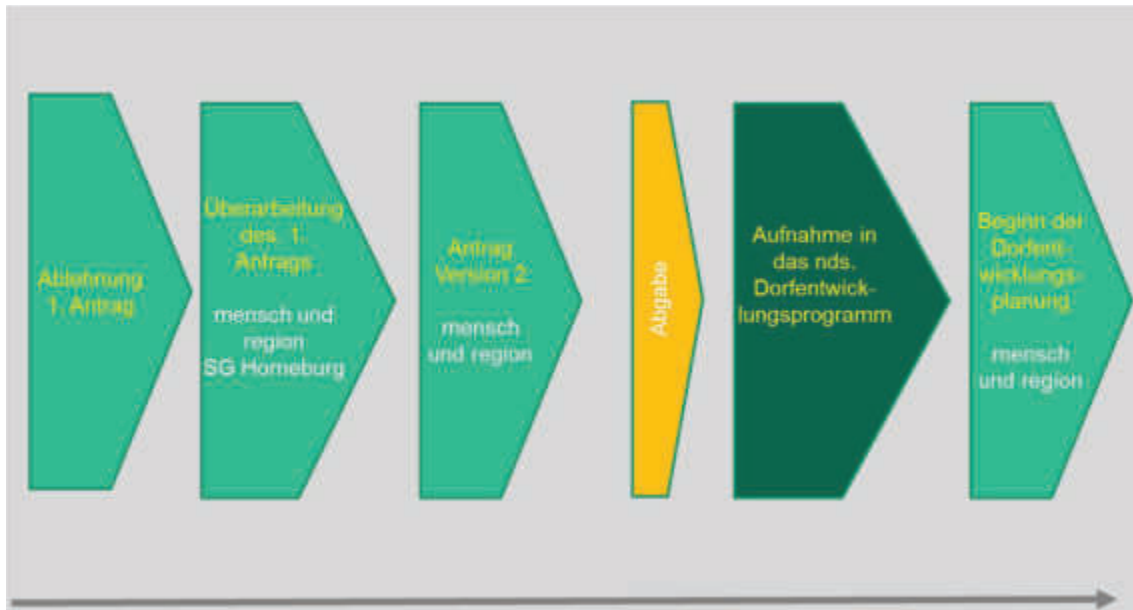 Ablehnung
1. Antrag
Überarbeitung
des 1.
Antrags
mensch und
region
SG Horneburg
Antrag
Version 2
mensch
und region
Abgabe
Aufnahme in
das nds.
Dorfentwick-
lungsprogramm
Beginn der
Dorfent-
wicklungs-
planung
mensch
und region